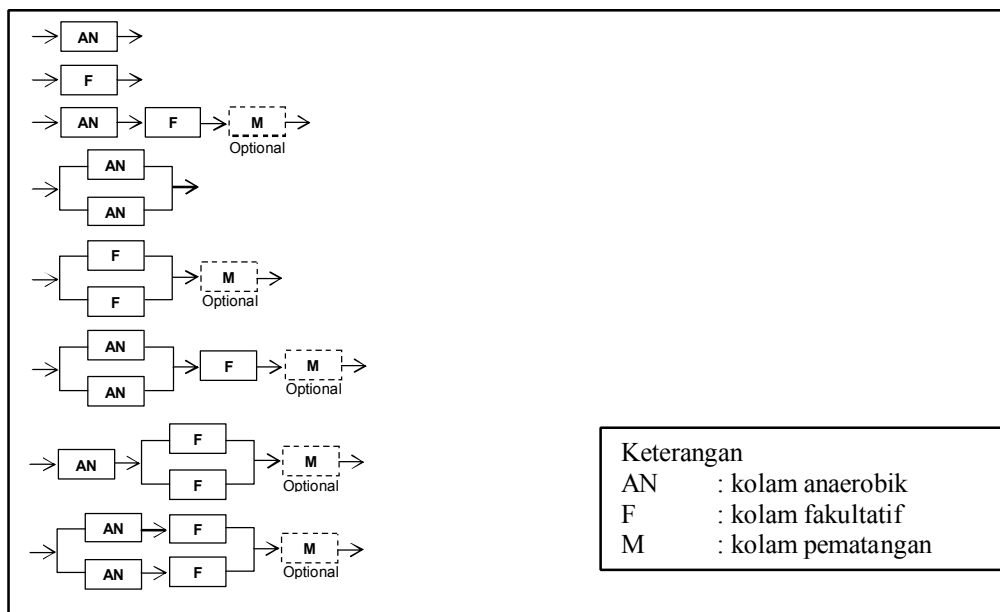 AN
F
AN F M
Optional
AN
AN
F
M
F
Optional
AN
F M
AN
Optional
F
AN M
F
Optional
AN F
M
AN F
Optional
Keterangan
AN : kolam anaerobik
F : kolam fakultatif
M : kolam pematangan